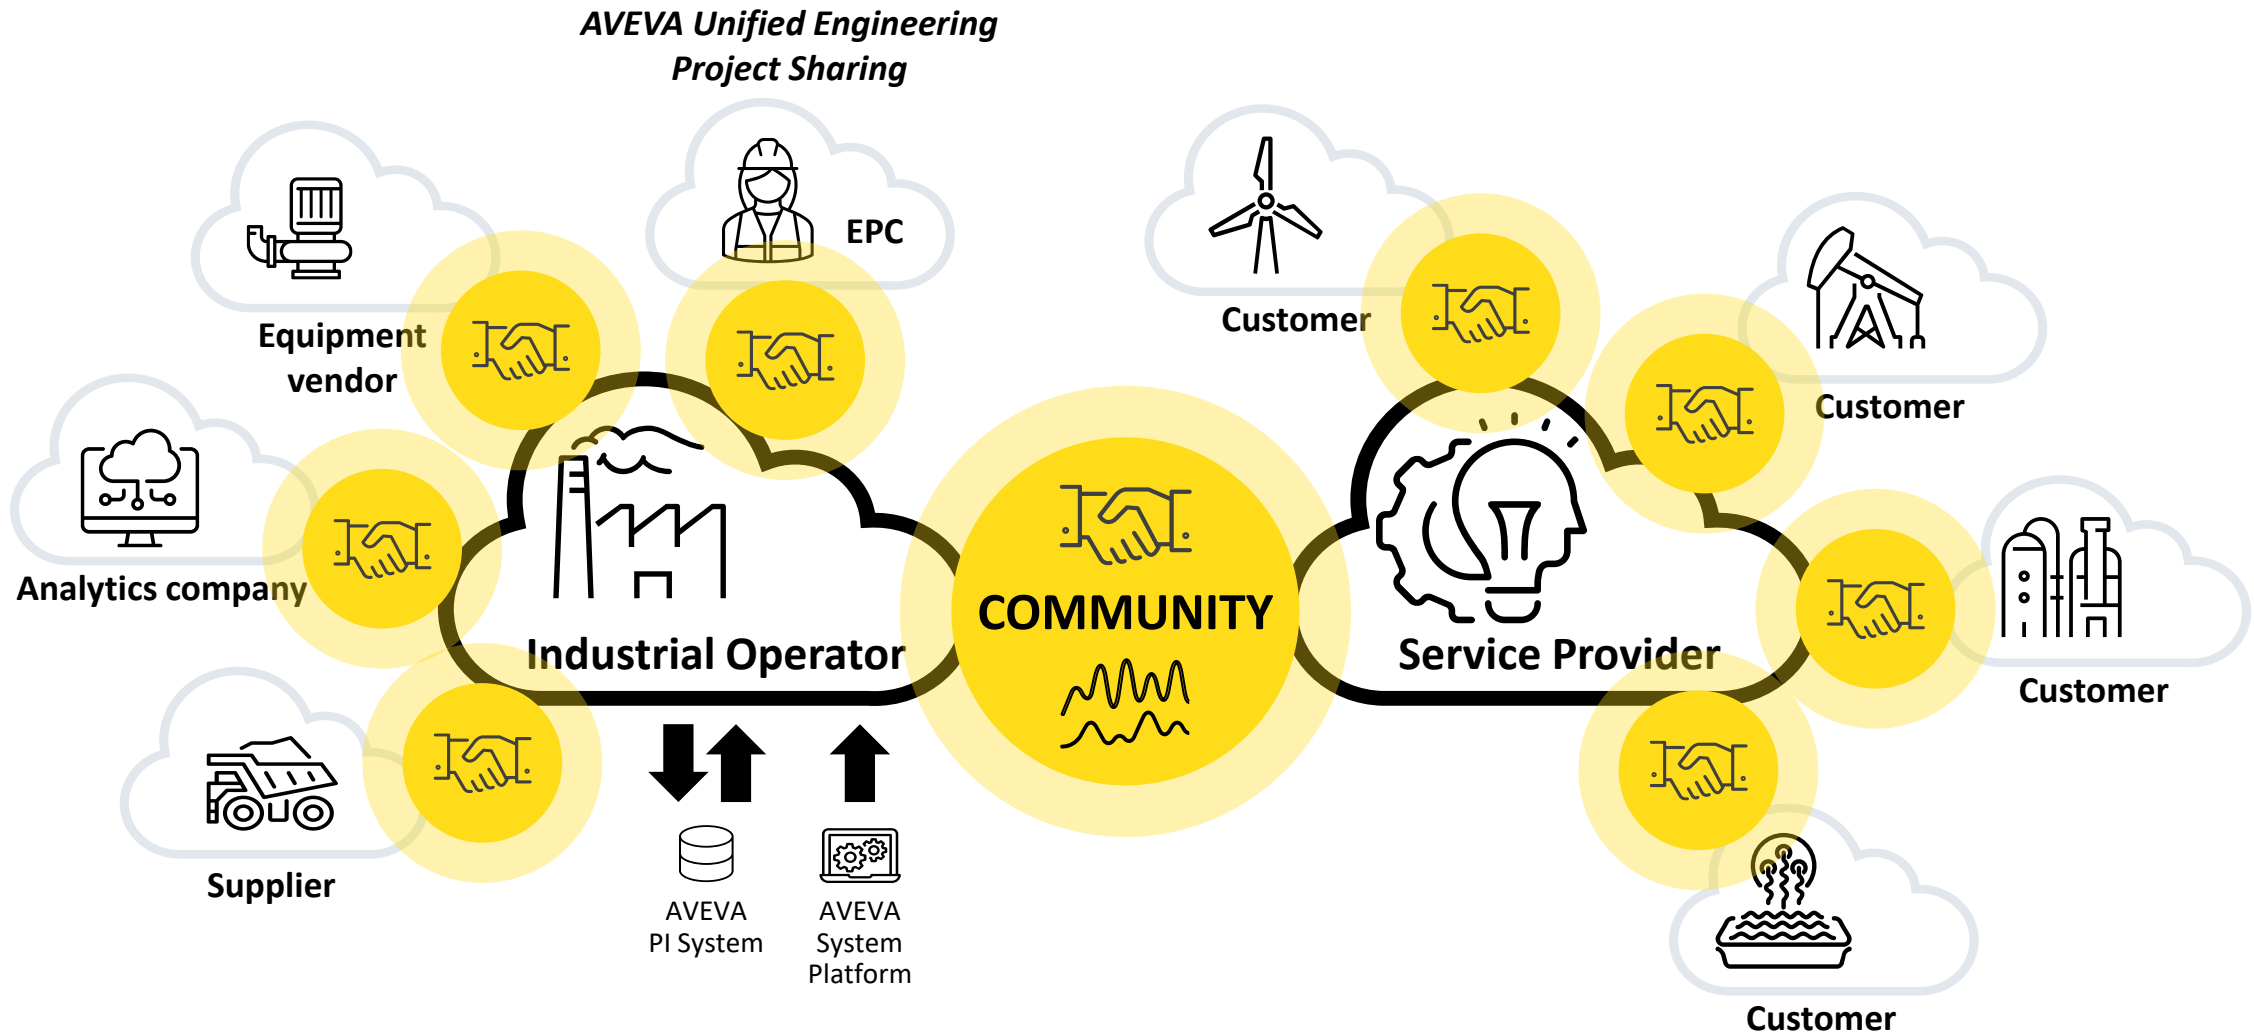 AVEVA Unified Engineering
Project Sharing
EPC
Equipment
vendor
Analytics company
Supplier
Industrial Operator
AVEVA
PI System
AVEVA
System
Platform
COMMUNITY
Service Provider
Customer
Customer
Customer
Customer